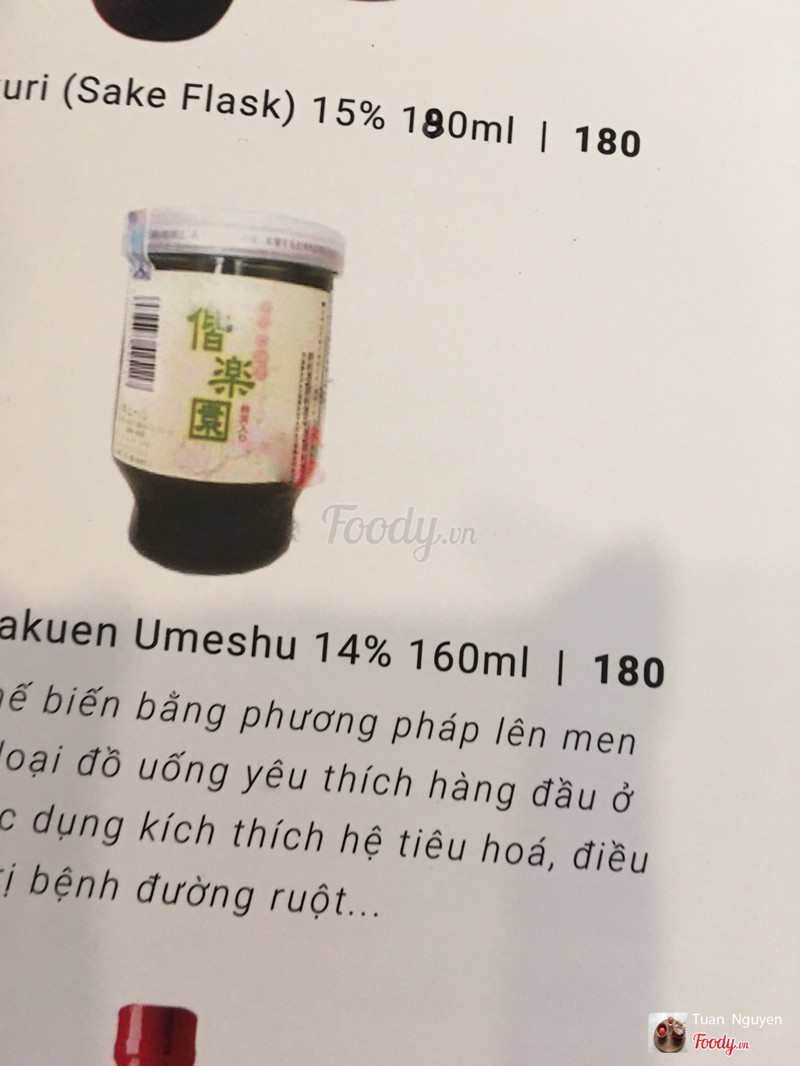 uri (Sake Flask) 15% 180ml | 180
偕
楽
園
Foody.vn
akuen Umeshu 14% 160ml | 180
ế biến bằng phương pháp lên men
loại đồ uống yêu thích hàng đầu ở
c dụng kích thích hệ tiêu hoá, điều
rị bệnh đường ruột...
Tuan Nguyen
Foody.vn